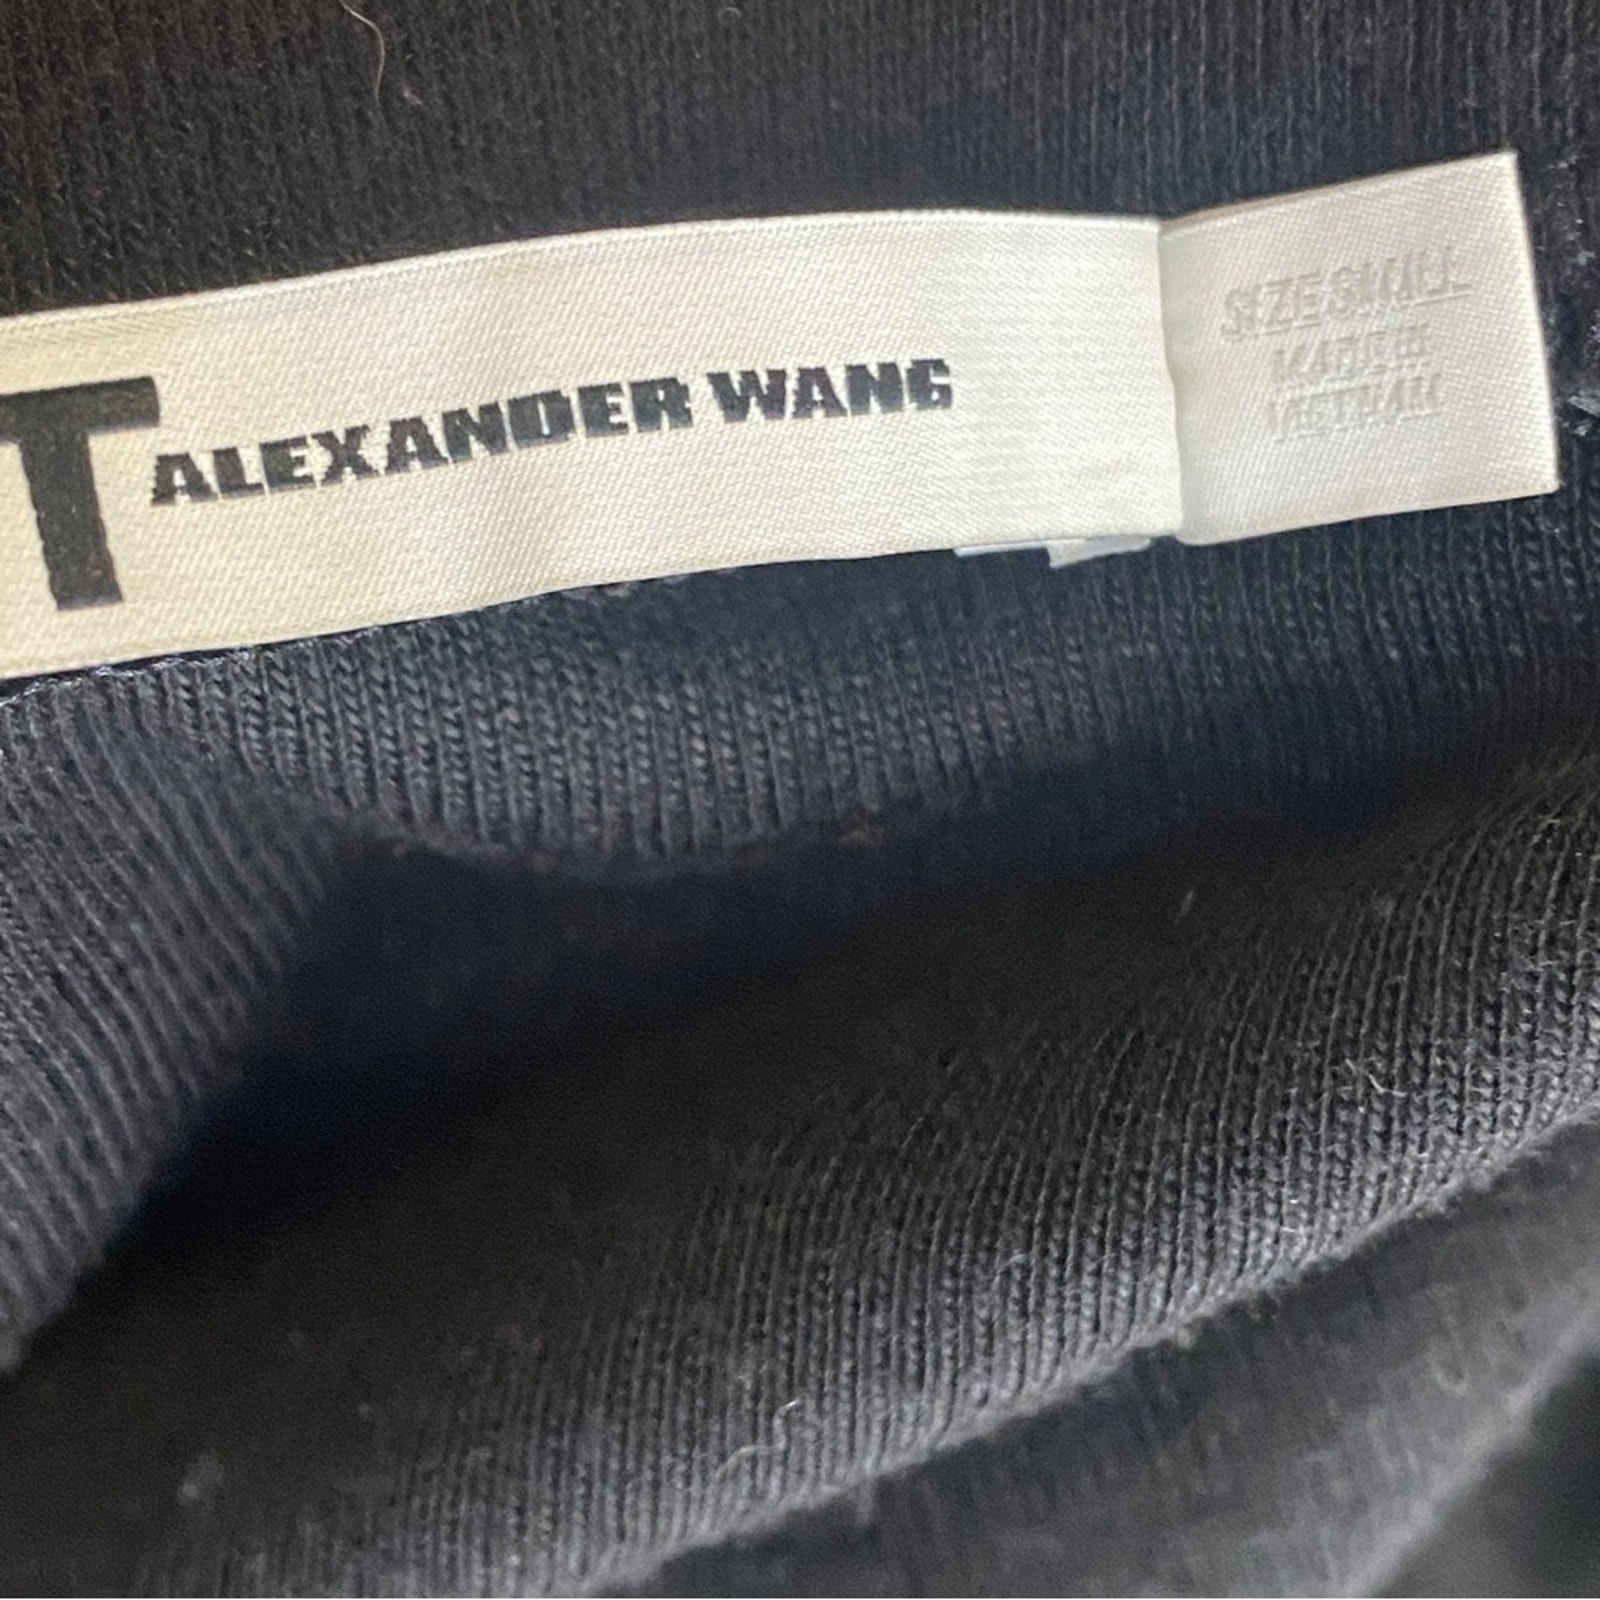 T ALEXANDER WANG
SIZE SMALL
MADE IN
VIETNAM